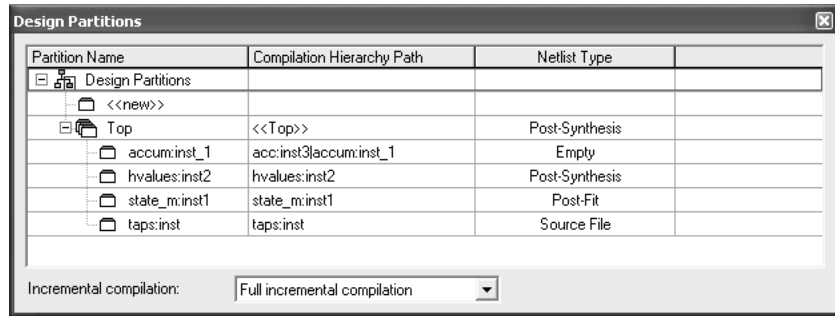 Design Partitions
Partition Name Compilation Hierarchy Path Netlist Type
Design Partitions
<<new>>
Top <<Top>> Post-Synthesis
accum:inst_1 acc:inst3|accum:inst_1 Empty
hvalues:inst2 hvalues:inst2 Post-Synthesis
state_m:inst1 state_m:inst1 Post-Fit
taps:inst taps:inst Source File
Incremental compilation: Full incremental compilation